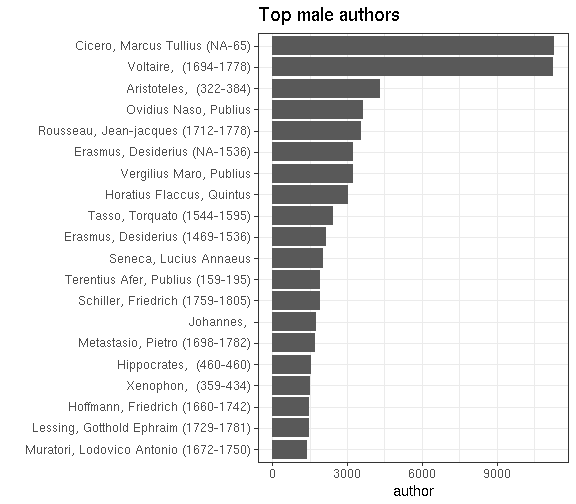 Top male authors
Cicero, Marcus Tullius (NA-65)
Voltaire,  (1694-1778)
Aristoteles,  (322-384)
Ovidius Naso, Publius
Rousseau, Jean-jacques (1712-1778)
Erasmus, Desiderius (NA-1536)
Vergilius Maro, Publius
Horatius Flaccus, Quintus
Tasso, Torquato (1544-1595)
Erasmus, Desiderius (1469-1536)
Seneca, Lucius Annaeus
Terentius Afer, Publius (159-195)
Schiller, Friedrich (1759-1805)
Johannes,
Metastasio, Pietro (1698-1782)
Hippocrates,  (460-460)
Xenophon,  (359-434)
Hoffmann, Friedrich (1660-1742)
Lessing, Gotthold Ephraim (1729-1781)
Muratori, Lodovico Antonio (1672-1750)
0 3000 6000 9000
author